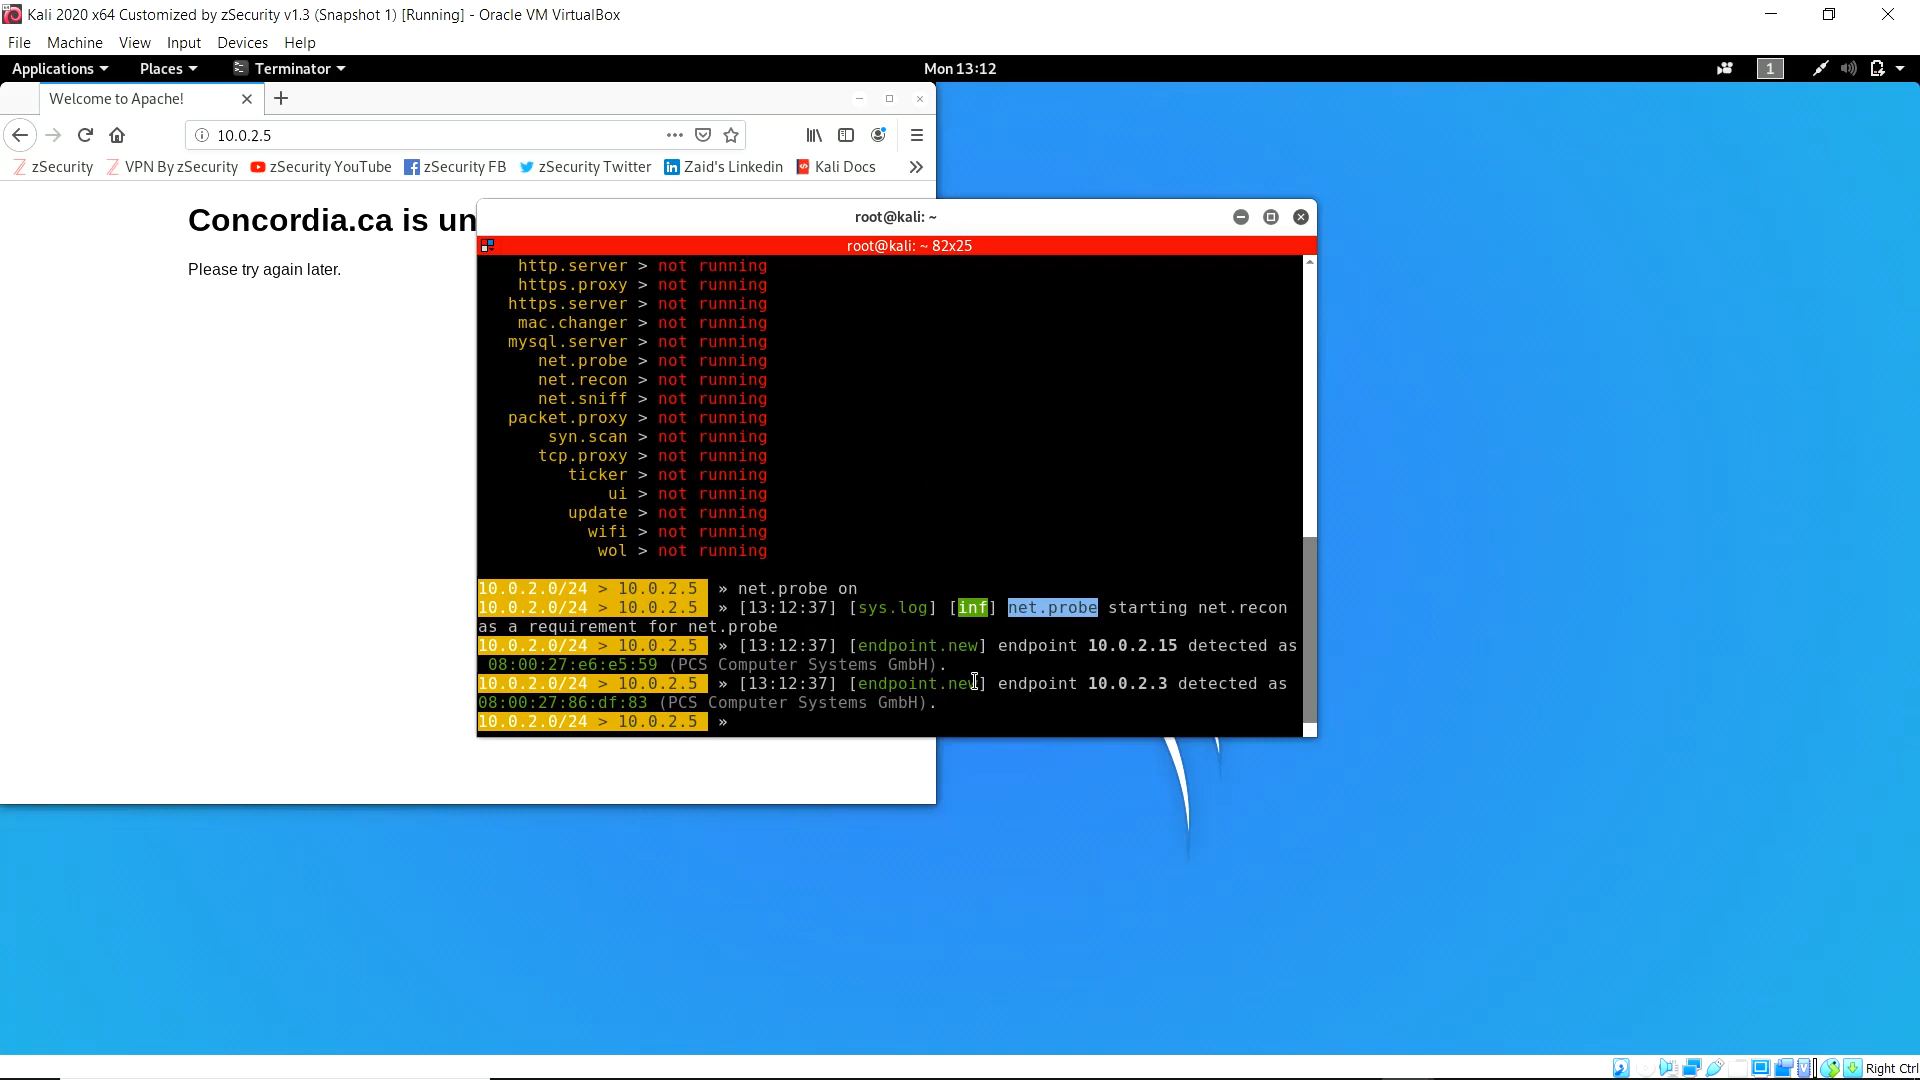 Kali 2020 x64 Customized by zSecurity v1.3 (Snapshot 1) [Running] - Oracle VM VirtualBox
File Machine View Input Devices Help
Applications Places Terminator Mon 13:12 1
Welcome to Apache!
10.0.2.5
zSecurity VPN By zSecurity zSecurity YouTube zSecurity FB zSecurity Twitter Zaid's Linkedin Kali Docs
Concordia.ca is un
Please try again later.
root@kali: ~
root@kali: ~ 82x25
http.server > not running
https.proxy > not running
https.server > not running
mac.changer > not running
mysql.server > not running
net.probe > not running
net.recon > not running
net.sniff > not running
packet.proxy > not running
syn.scan > not running
tcp.proxy > not running
ticker > not running
ui > not running
update > not running
wifi > not running
wol > not running
10.0.2.0/24 > 10.0.2.5 » net.probe on
10.0.2.0/24 > 10.0.2.5 » [13:12:37] [sys.log] [inf] net.probe starting net.recon
as a requirement for net.probe
10.0.2.0/24 > 10.0.2.5 » [13:12:37] [endpoint.new] endpoint 10.0.2.15 detected as
08:00:27:e6:e5:59 (PCS Computer Systems GmbH).
10.0.2.0/24 > 10.0.2.5 » [13:12:37] [endpoint.new] endpoint 10.0.2.3 detected as
08:00:27:86:df:83 (PCS Computer Systems GmbH).
10.0.2.0/24 > 10.0.2.5 »
Right Ctrl